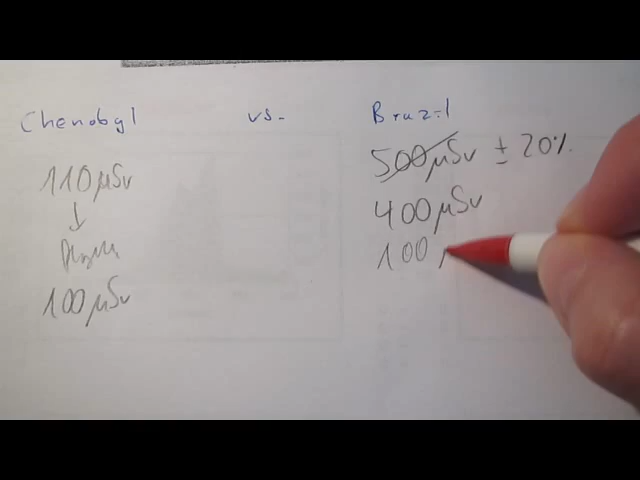 Chenobyl vs. Brazil
500µSv ± 20%
110µSv
↓
400µSv
100 µ
100µSv